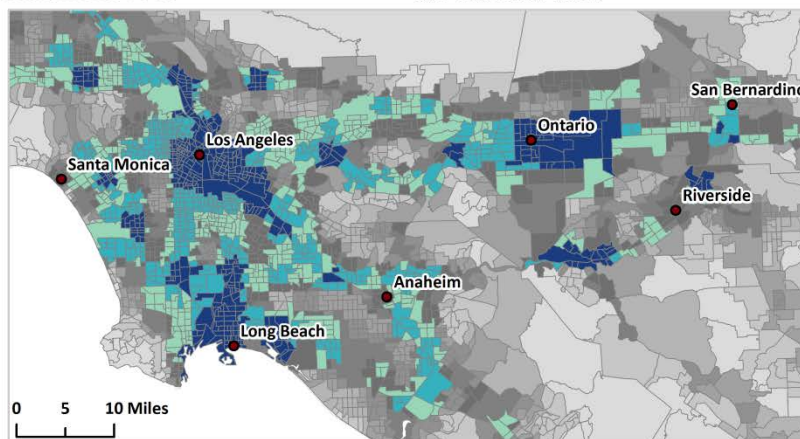 San Bernardino
Ontario
Los Angeles
Santa Monica
Riverside
Anaheim
Long Beach
0 5 10 Miles